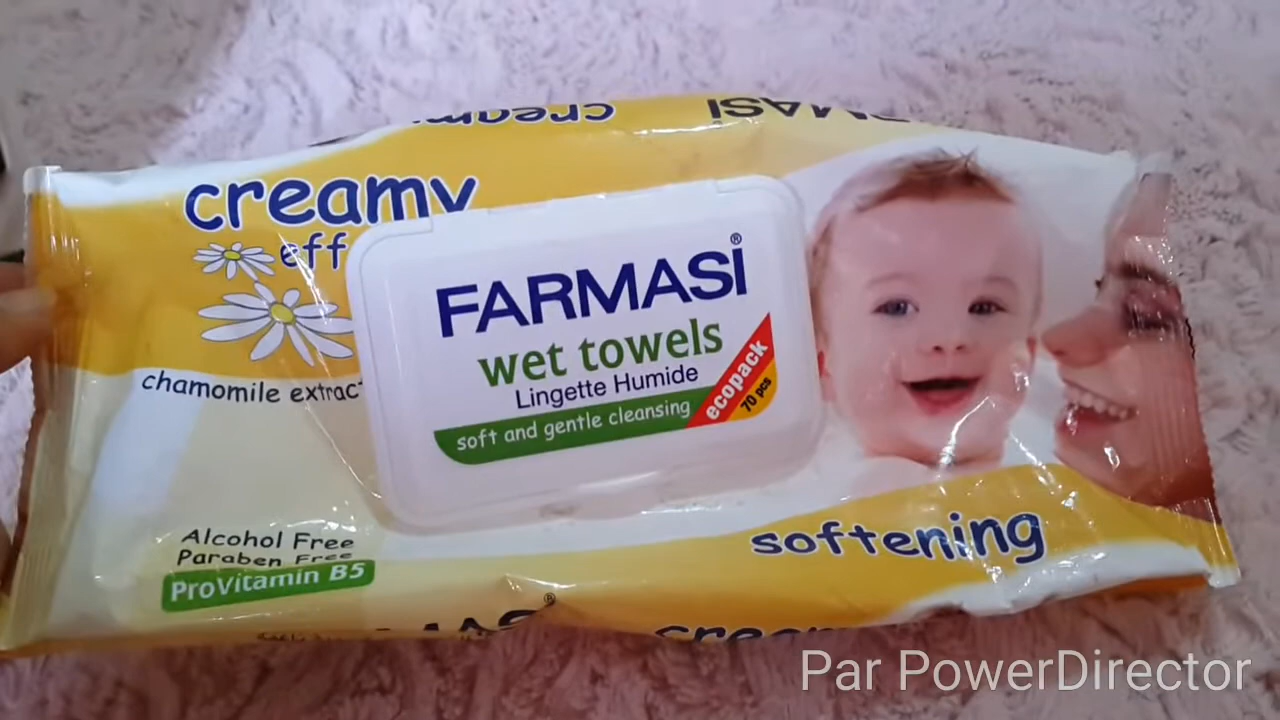 creamy
FARMASi
creamy
eff
chamomile extract
FARMASi®
wet towels
Lingette Humide
soft and gentle cleansing
ecopack
70 pcs
Alcohol Free
Paraben Free
ProVitamin B5
softening
Par PowerDirector